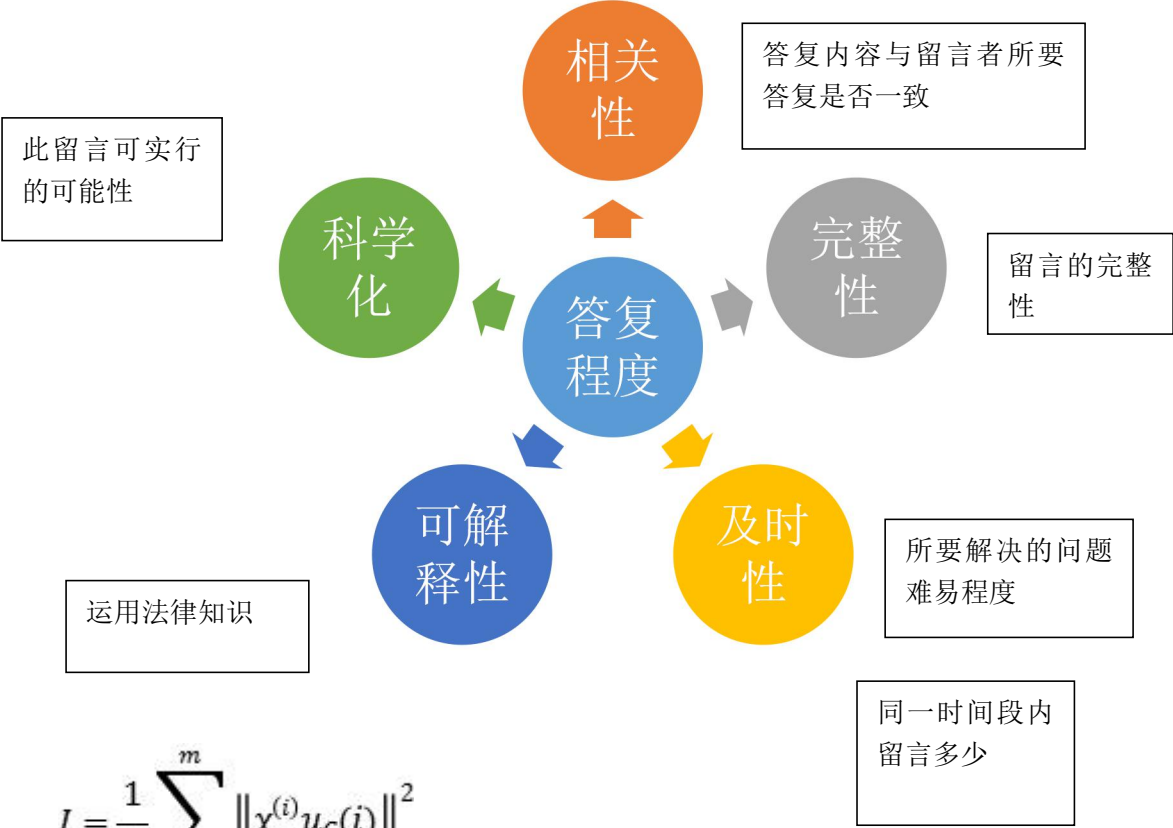 相关
性
答复内容与留言者所要
答复是否一致
此留言可实行
的可能性
科学
化
完整
性
留言的完整
性
答复
程度
可解
释性
及时
性
所要解决的问题
难易程度
运用法律知识
同一时间段内
留言多少
m
1
∑ ‖x⁽ⁱ⁾u_c(i)‖²